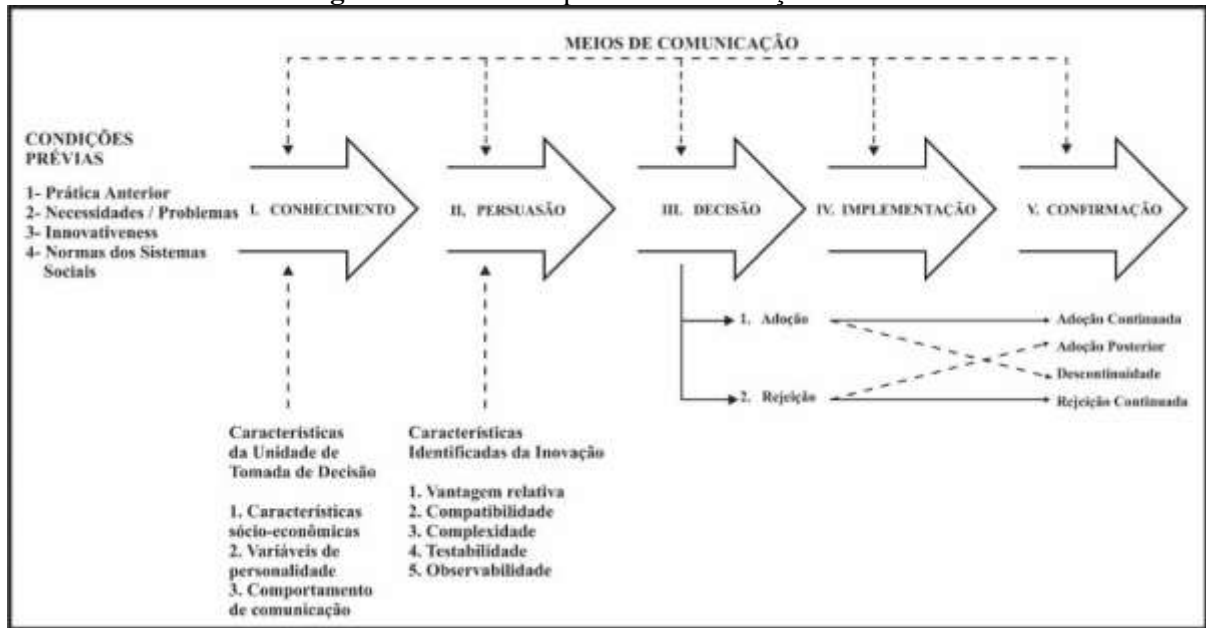 MEIOS DE COMUNICAÇÃO
CONDIÇÕES
PRÉVIAS
1- Prática Anterior
2- Necessidades / Problemas
3- Innovativeness
4- Normas dos Sistemas
Sociais
I. CONHECIMENTO
II. PERSUASÃO
III. DECISÃO
IV. IMPLEMENTAÇÃO
V. CONFIRMAÇÃO
1. Adoção
2. Rejeição
Adoção Continuada
Adoção Posterior
Descontinuidade
Rejeição Continuada
Características
da Unidade de
Tomada de Decisão
1. Características
sócio-econômicas
2. Variáveis de
personalidade
3. Comportamento
de comunicação
Características
Identificadas da Inovação
1. Vantagem relativa
2. Compatibilidade
3. Complexidade
4. Testabilidade
5. Observabilidade